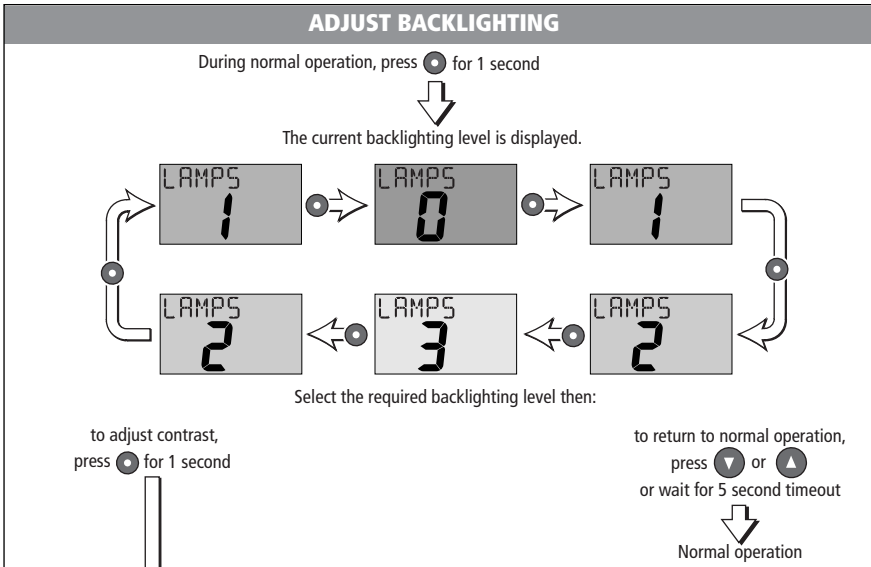 ADJUST BACKLIGHTING
During normal operation, press for 1 second
The current backlighting level is displayed.
LAMPS
1
LAMPS
0
LAMPS
1
LAMPS
2
LAMPS
3
LAMPS
2
Select the required backlighting level then:
to adjust contrast,
press for 1 second
to return to normal operation,
press or
or wait for 5 second timeout
Normal operation